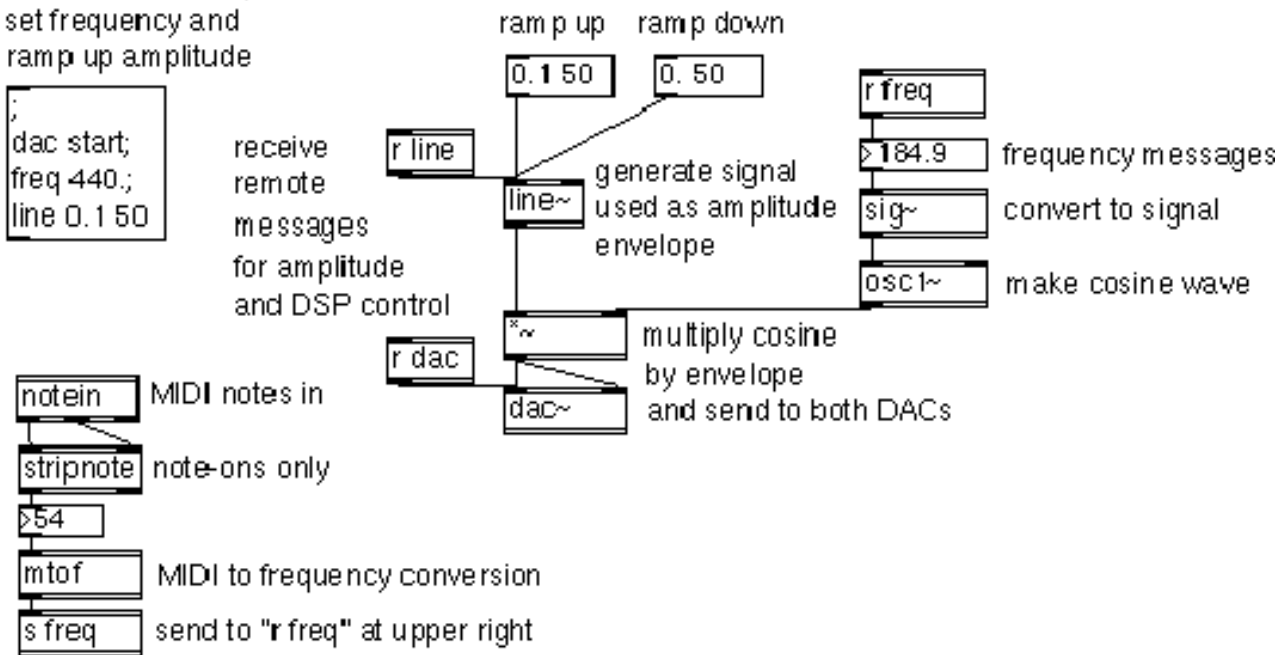 set frequency and
ramp up amplitude
;
dac start;
freq 440.;
line 0.1 50
ramp up
ramp down
0.1 50
0. 50
r line
receive
remote
messages
for amplitude
and DSP control
line~
generate signal
used as amplitude
envelope
r freq
184.9
frequency messages
sig~
convert to signal
osc1~
make cosine wave
*~
multiply cosine
by envelope
and send to both DACs
r dac
dac~
notein
MIDI notes in
stripnote
note-ons only
54
mtof
MIDI to frequency conversion
s freq
send to "r freq" at upper right